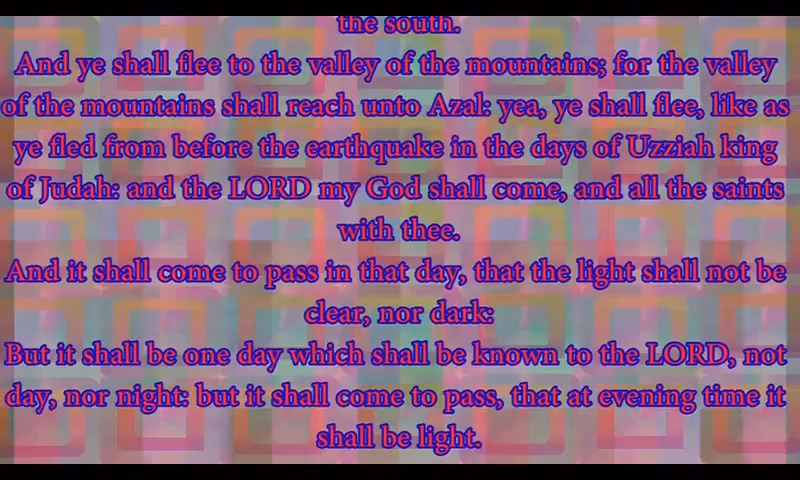 the south.
And ye shall flee to the valley of the mountains; for the valley
of the mountains shall reach unto Azal: yea, ye shall flee, like as
ye fled from before the earthquake in the days of Uzziah king
of Judah: and the LORD my God shall come, and all the saints
with thee.
And it shall come to pass in that day, that the light shall not be
clear, nor dark:
But it shall be one day which shall be known to the LORD, not
day, nor night: but it shall come to pass, that at evening time it
shall be light.